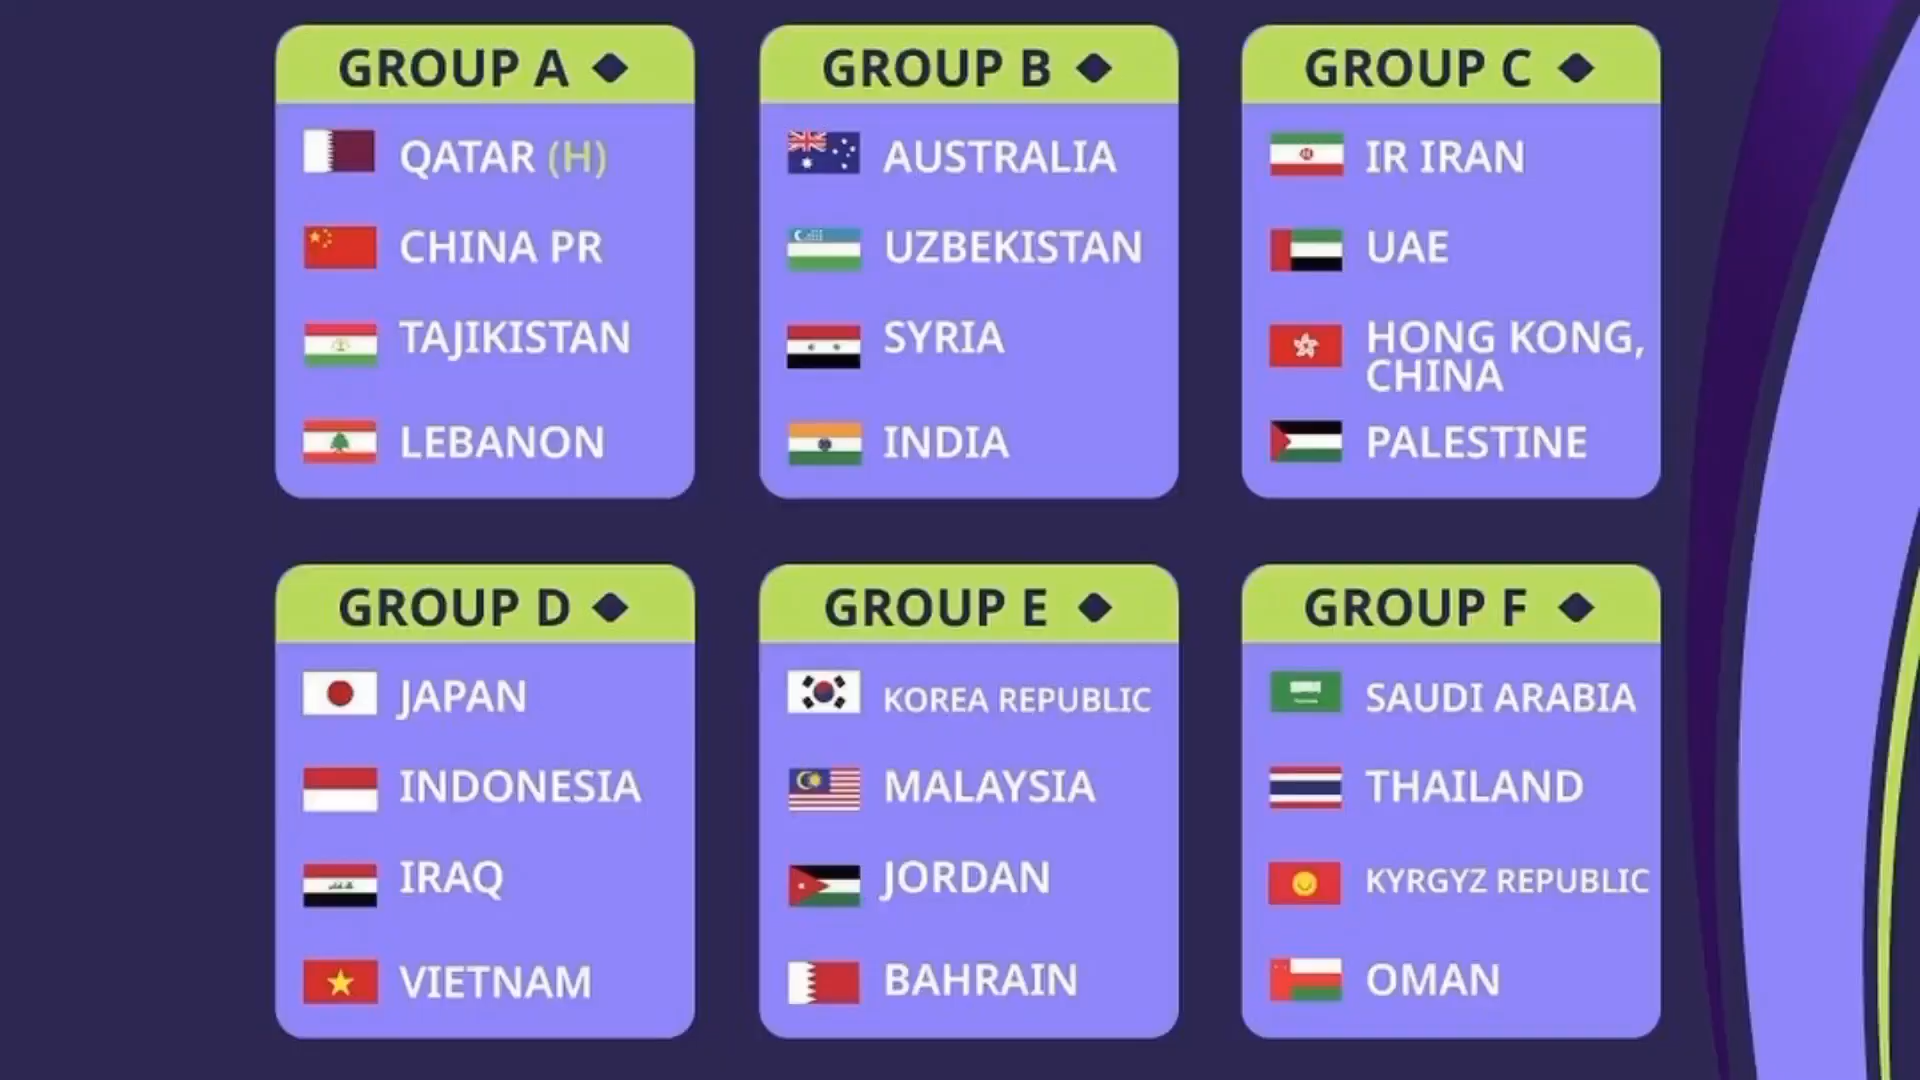 GROUP A
QATAR (H)
CHINA PR
TAJIKISTAN
LEBANON
GROUP B
AUSTRALIA
UZBEKISTAN
SYRIA
INDIA
GROUP C
IR IRAN
UAE
HONG KONG,
CHINA
PALESTINE
GROUP D
JAPAN
INDONESIA
IRAQ
VIETNAM
GROUP E
KOREA REPUBLIC
MALAYSIA
JORDAN
BAHRAIN
GROUP F
SAUDI ARABIA
THAILAND
KYRGYZ REPUBLIC
OMAN